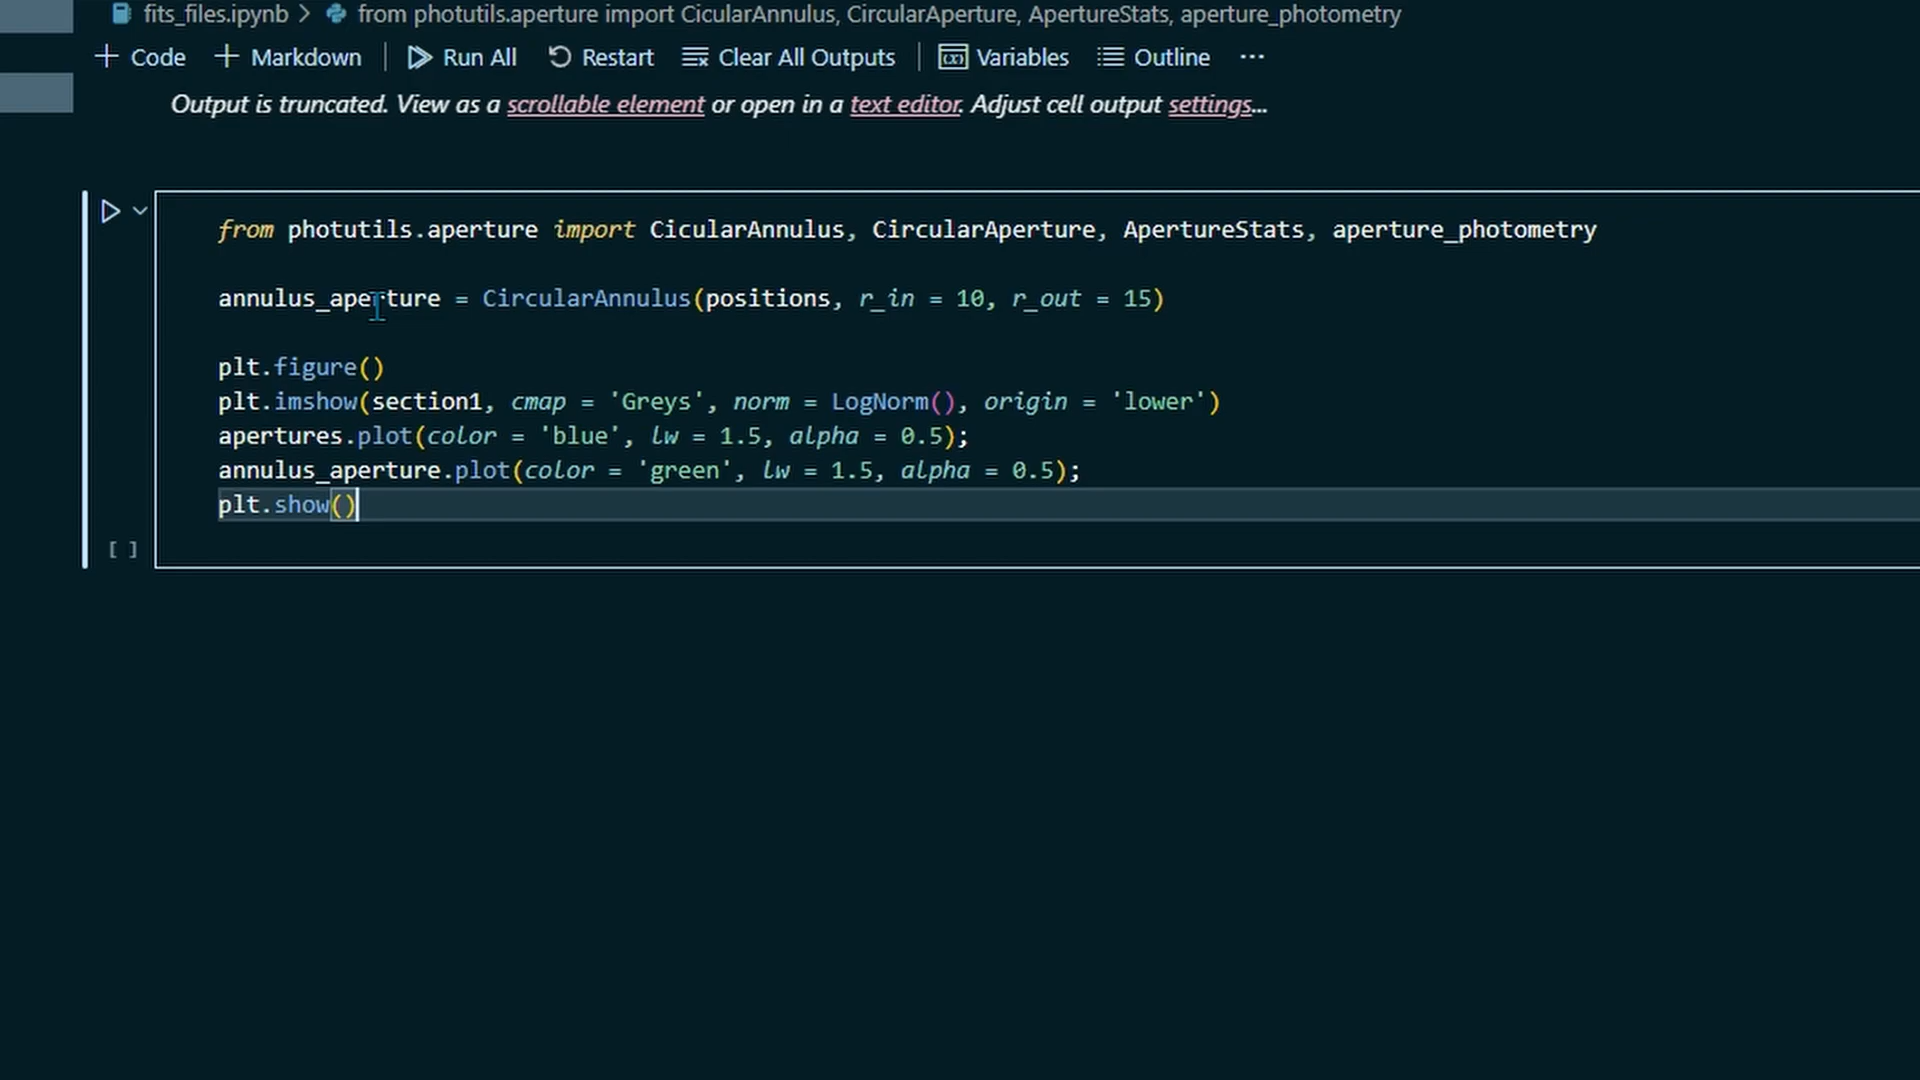 fits_files.ipynb > from photutils.aperture import CicularAnnulus, CircularAperture, ApertureStats, aperture_photometry
+ Code + Markdown | Run All Restart Clear All Outputs | Variables Outline ...
Output is truncated. View as a scrollable element or open in a text editor. Adjust cell output settings...
from photutils.aperture import CicularAnnulus, CircularAperture, ApertureStats, aperture_photometry
annulus_aperture = CircularAnnulus(positions, r_in = 10, r_out = 15)
plt.figure()
plt.imshow(section1, cmap = 'Greys', norm = LogNorm(), origin = 'lower')
apertures.plot(color = 'blue', lw = 1.5, alpha = 0.5);
annulus_aperture.plot(color = 'green', lw = 1.5, alpha = 0.5);
plt.show()
[ ]